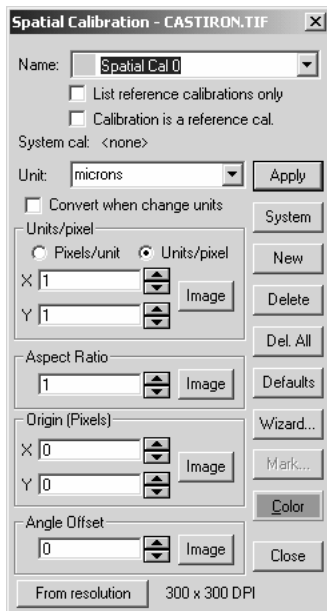 Spatial Calibration - CASTIRON.TIF
Name: Spatial Cal 0
List reference calibrations only
Calibration is a reference cal.
System cal: <none>
Unit: microns
Apply
Convert when change units
System
Units/pixel
Pixels/unit Units/pixel
New
X 1
Image
Y 1
Delete
Del. All
Aspect Ratio
1 Image
Defaults
Origin (Pixels)
Wizard...
X 0
Image
Y 0
Mark...
Color
Angle Offset
0 Image
Close
From resolution 300 x 300 DPI